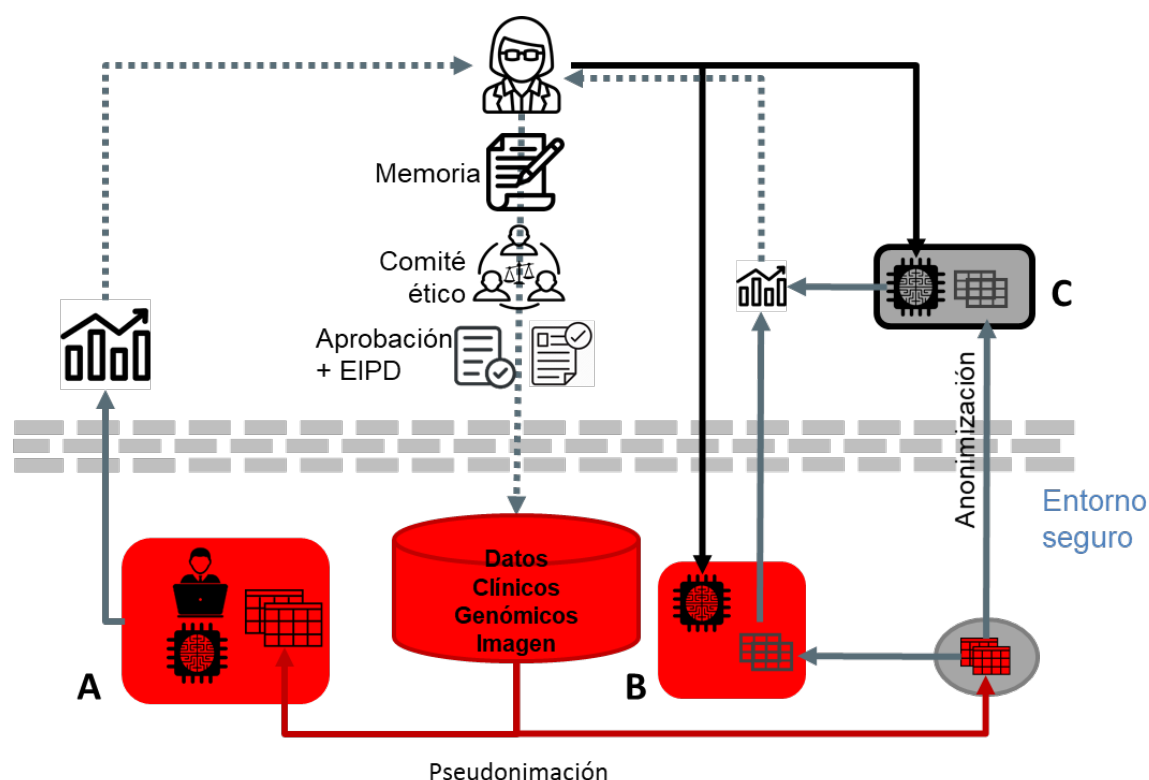 Memoria
Comité
ético
Aprobación
+ EIPD
C
Anonimización
Entorno
seguro
Datos
Clínicos
Genómicos
Imagen
A
B
Pseudonimación